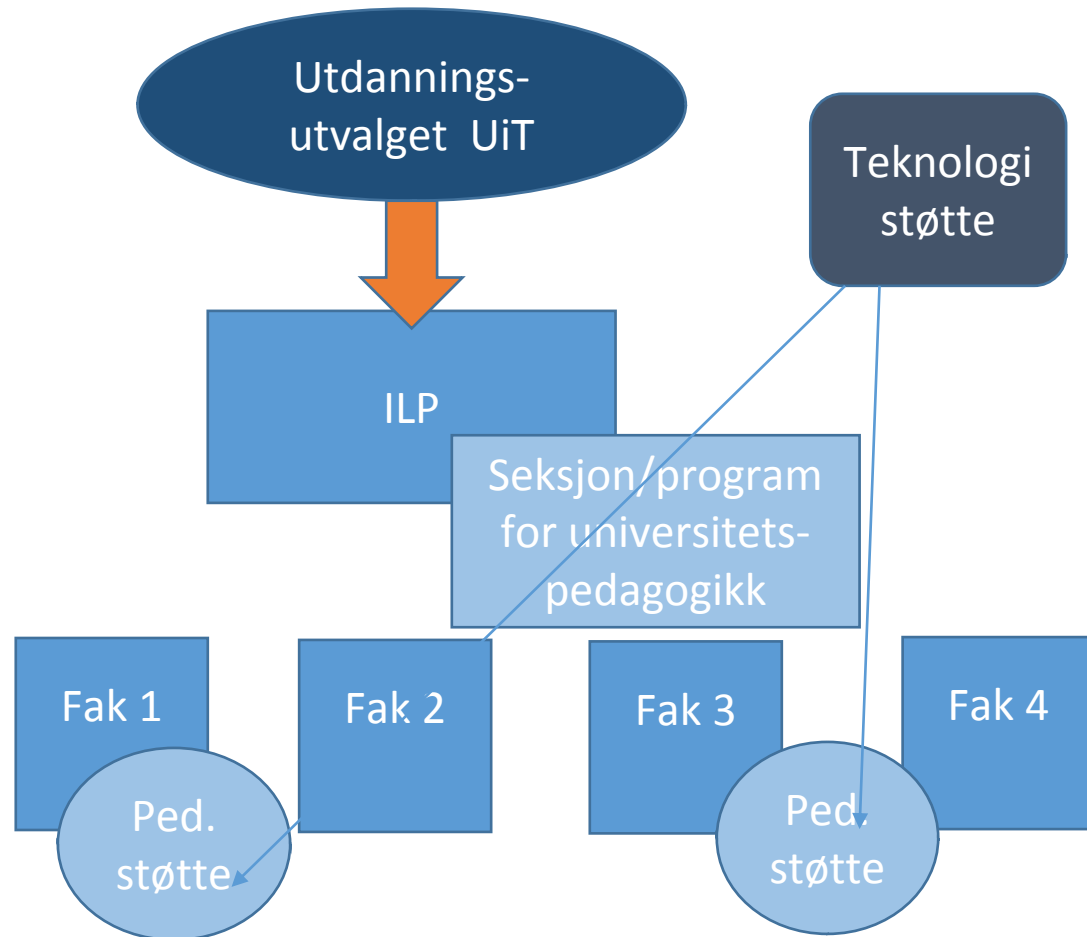 Utdannings-
utvalget UiT
Teknologi
støtte
ILP
Seksjon/program
for universitets-
pedagogikk
Fak 1
Fak 2
Fak 3
Fak 4
Ped.
støtte
Ped.
støtte